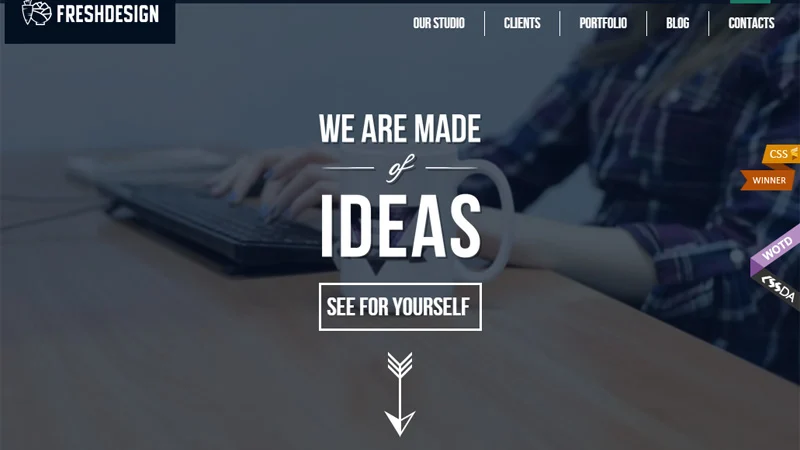 FRESHDESIGN
OUR STUDIO
CLIENTS
PORTFOLIO
BLOG
CONTACTS
WE ARE MADE
of
IDEAS
SEE FOR YOURSELF
CSS
WINNER
WOTD
CSSDA